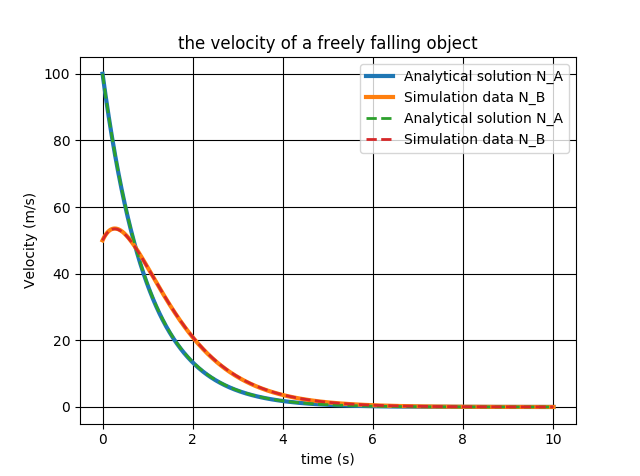 the velocity of a freely falling object
Analytical solution N_A
Simulation data N_B
Analytical solution N_A
Simulation data N_B
Velocity (m/s)
100
80
60
40
20
0
0 2 4 6 8 10
time (s)